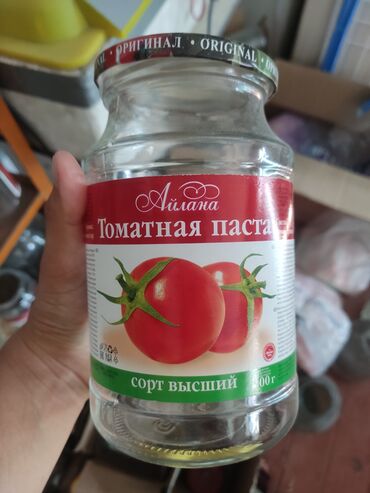 ОРИГИНАЛ • ORIGINAL •
Айлана
Томатная паста
сорт высший